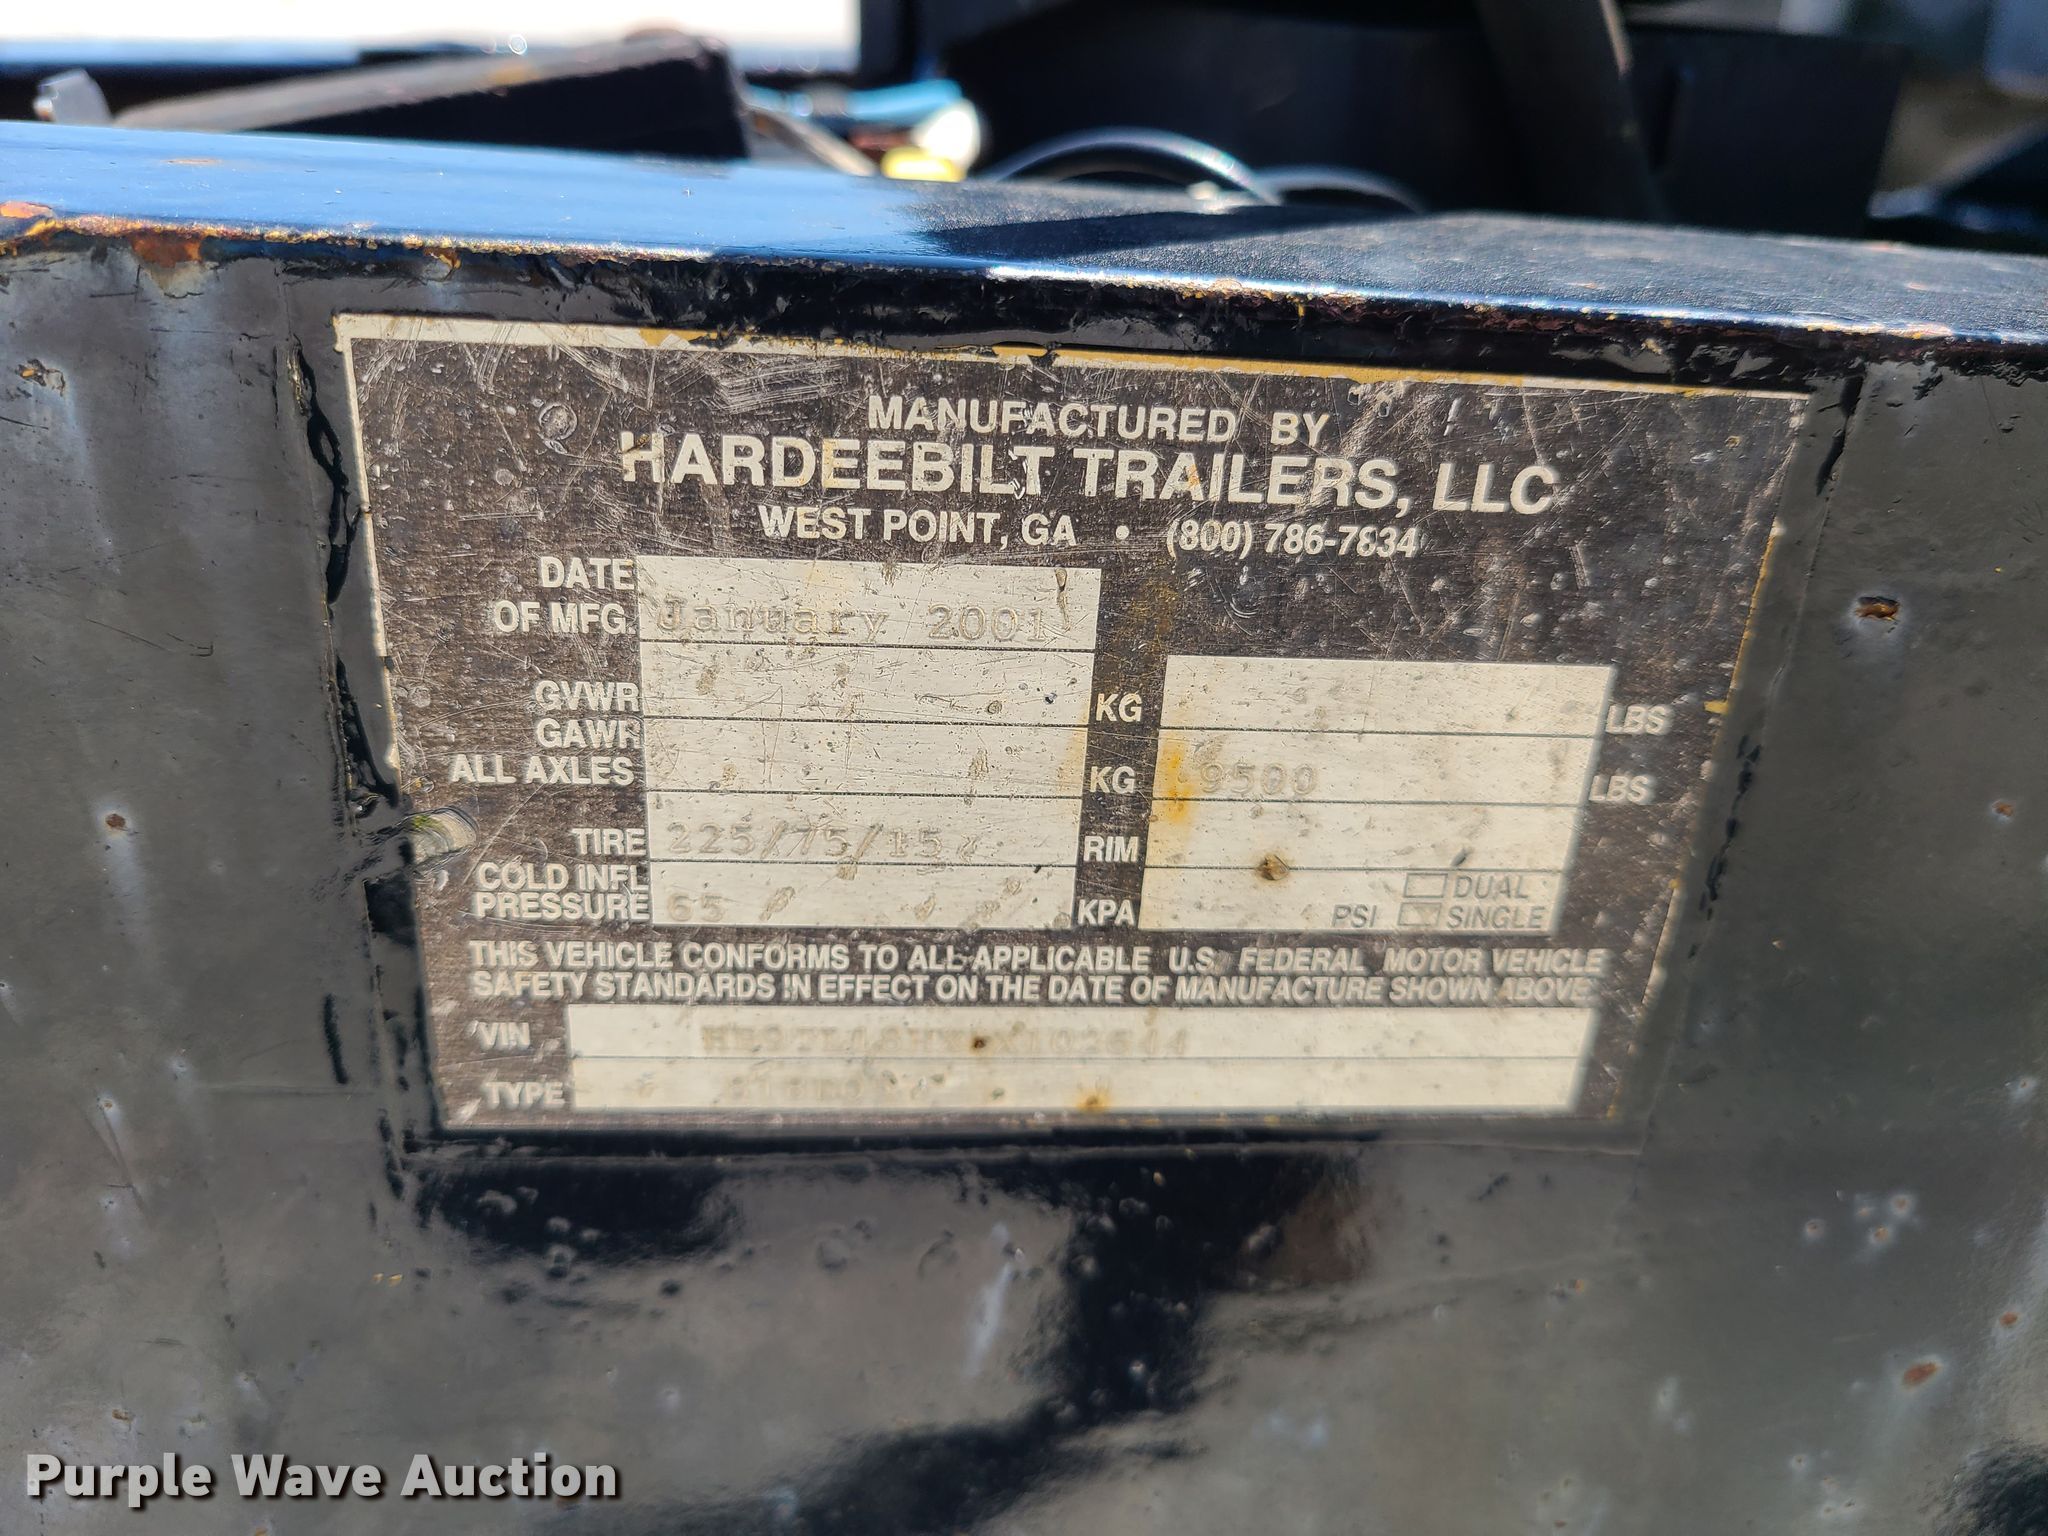 MANUFACTURED BY
HARDEEBILT TRAILERS, LLC
WEST POINT, GA • (800) 786-7834
DATE
OF MFG. January 2001
GVWR KG LBS
GAWR
ALL AXLES KG 9500 LBS
TIRE 225/75/15 RIM
COLD INFL DUAL
PRESSURE 65 KPA PSI SINGLE
THIS VEHICLE CONFORMS TO ALL APPLICABLE U.S. FEDERAL MOTOR VEHICLE
SAFETY STANDARDS IN EFFECT ON THE DATE OF MANUFACTURE SHOWN ABOVE.
VIN
TYPE
Purple Wave Auction